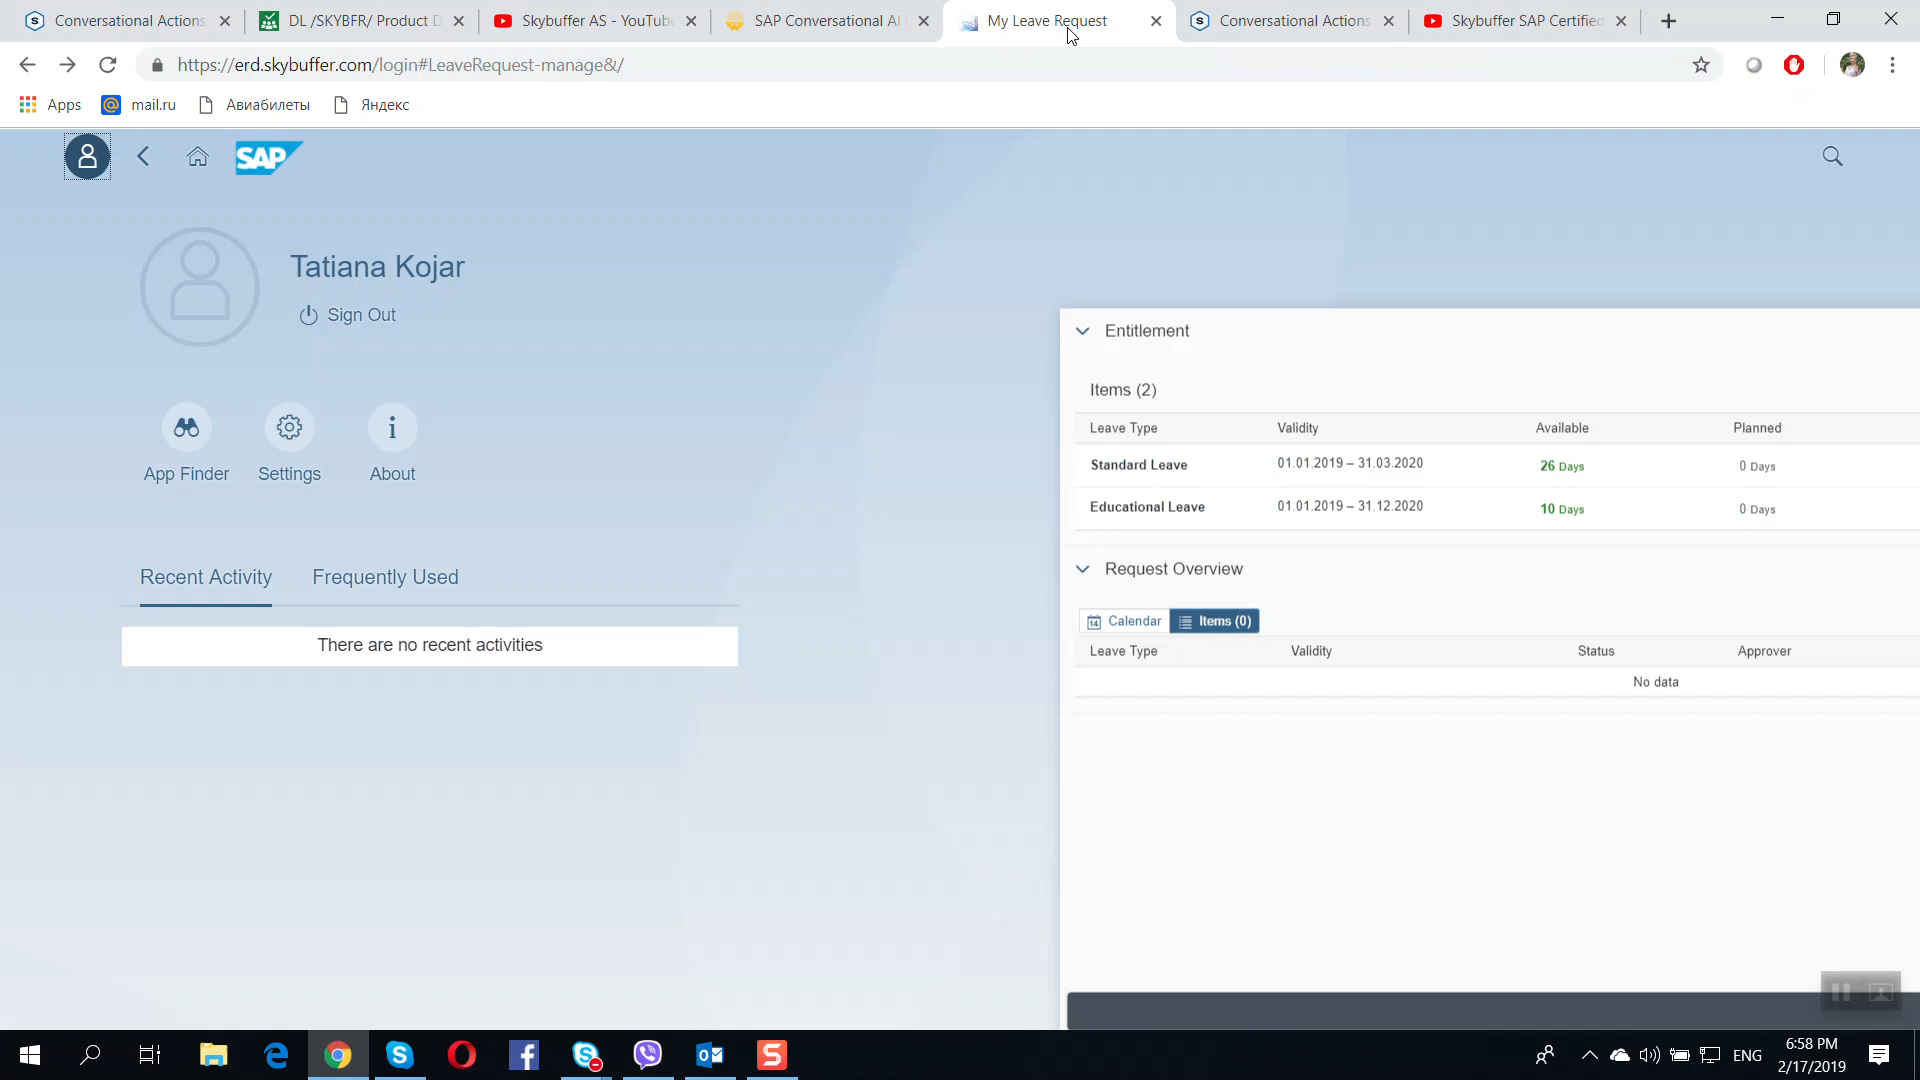 Conversational Actions
DL /SKYBFR/ Product D
Skybuffer AS - YouTub
SAP Conversational AI
My Leave Request
Conversational Actions
Skybuffer SAP Certified
https://erd.skybuffer.com/login#LeaveRequest-manage&/
Apps
mail.ru
Авиабилеты
Яндекс
SAP
Tatiana Kojar
Sign Out
App Finder
Settings
About
Recent Activity
Frequently Used
There are no recent activities
Entitlement
Items (2)
Leave Type Validity Available Planned
Standard Leave 01.01.2019 – 31.03.2020 26 Days 0 Days
Educational Leave 01.01.2019 – 31.12.2020 10 Days 0 Days
Request Overview
14 Calendar Items (0)
Leave Type Validity Status Approver
No data
ENG
6:58 PM
2/17/2019